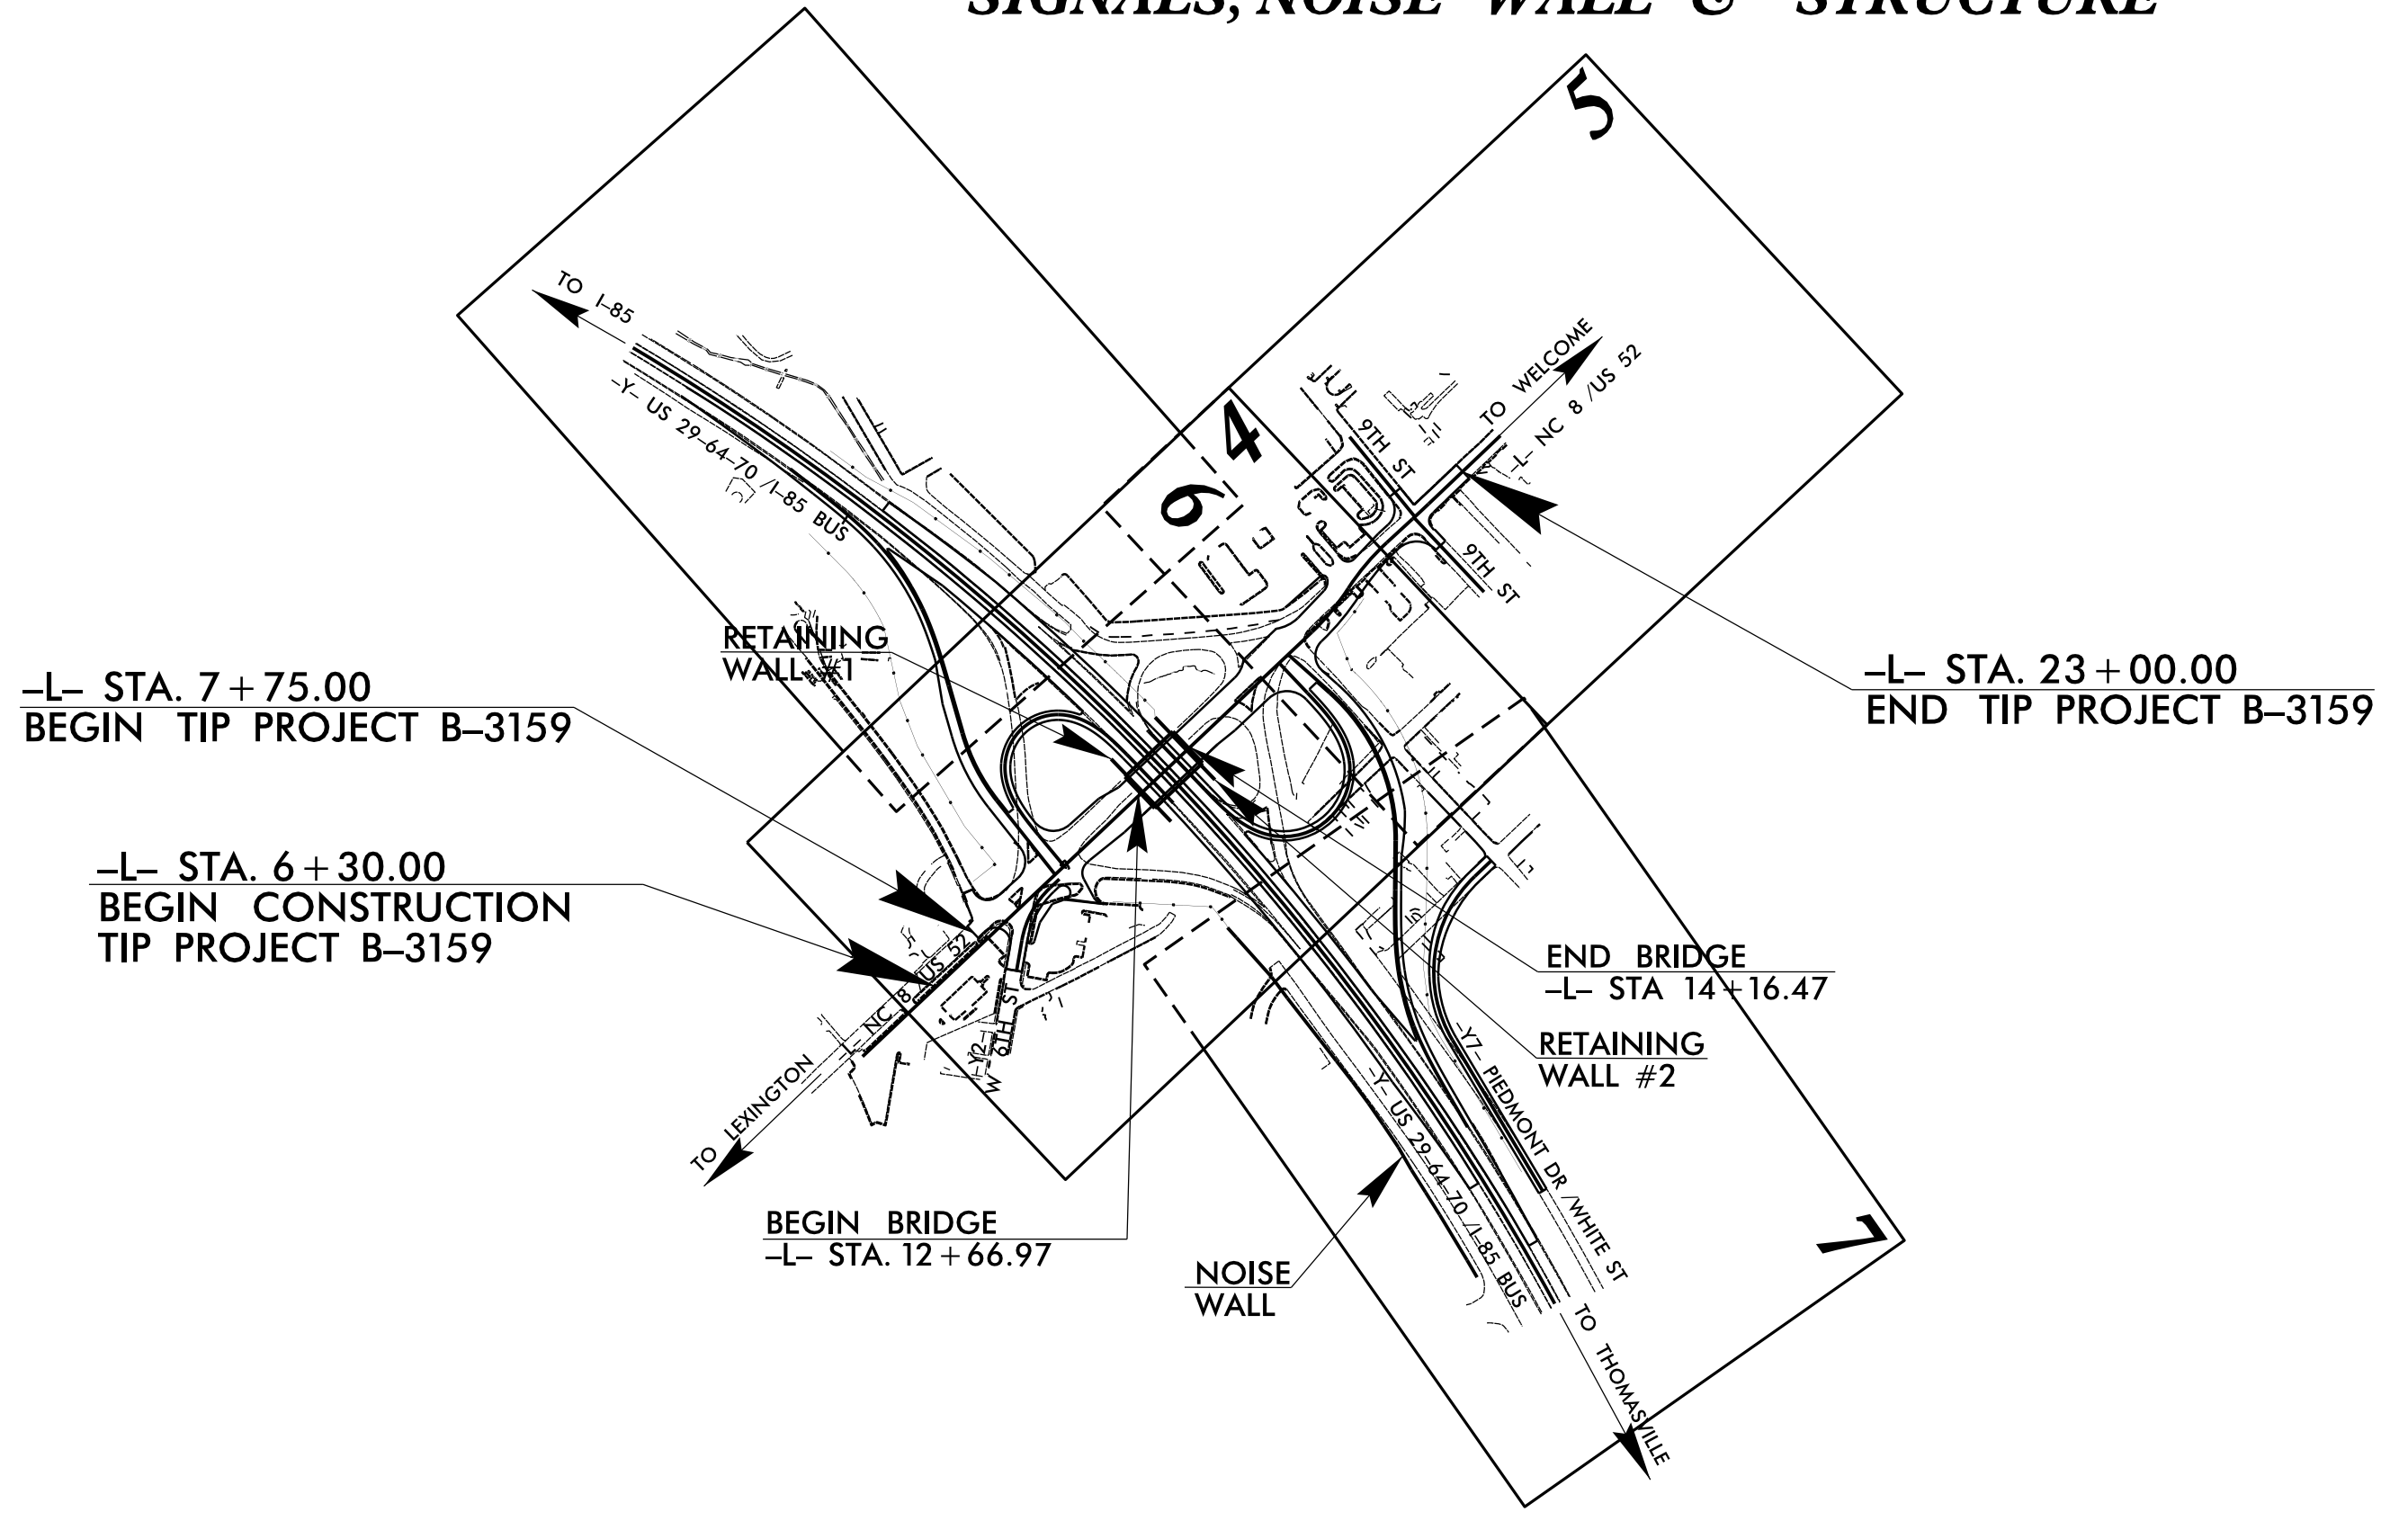 SIGNALS, NOISE WALL & STRUCTURE
5
TO I-85
-Y- US 29-64-70 /I-85 BUS
4
6
9TH ST
TO WELCOME
-L- NC 8 /US 52
9TH ST
RETAINING
WALL #1
-L- STA. 7+75.00
BEGIN TIP PROJECT B-3159
-L- STA. 23+00.00
END TIP PROJECT B-3159
-L- STA. 6+30.00
BEGIN CONSTRUCTION
TIP PROJECT B-3159
-L- NC 8 /US 52
-Y2-
W 6TH ST
TO LEXINGTON
END BRIDGE
-L- STA 14+16.47
RETAINING
WALL #2
-Y7- PIEDMONT DR /WHITE ST
-Y- US 29-64-70 /I-85 BUS
BEGIN BRIDGE
-L- STA. 12+66.97
NOISE
WALL
7
TO THOMASVILLE